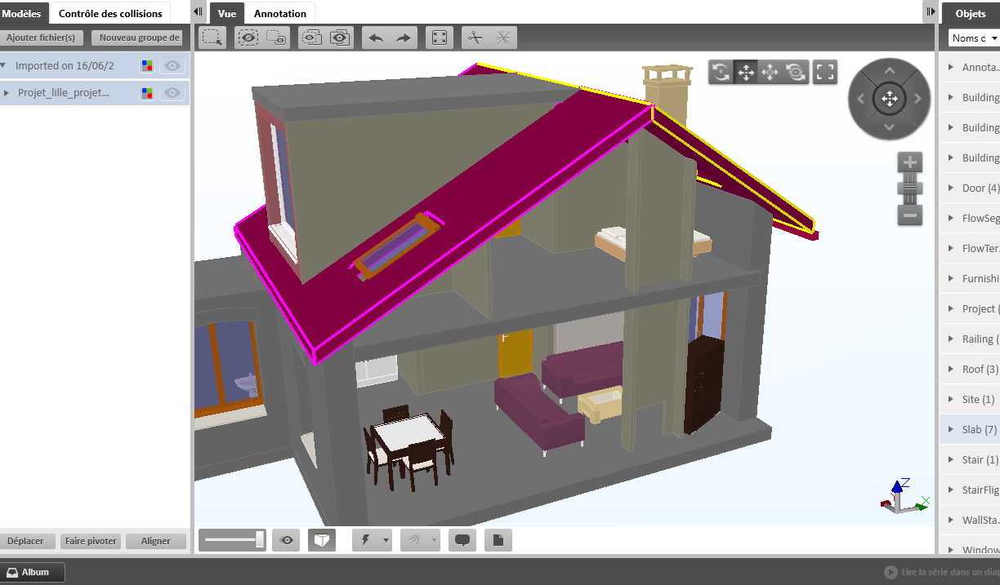 Modèles
Contrôle des collisions
Vue
Annotation
Objets
Ajouter fichier(s)
Nouveau groupe de
Noms d
Imported on 16/06/2
Projet_lille_projet...
Annota..
Building
Building
Building
Door (4)
FlowSeg
FlowTer.
Furnishi
Project (
Railing (
Roof (3)
Site (1)
Slab (7)
Stair (1)
StairFlig
WallSta.
Window
Z
X
Déplacer
Faire pivoter
Aligner
Album
Lire la série dans un diap